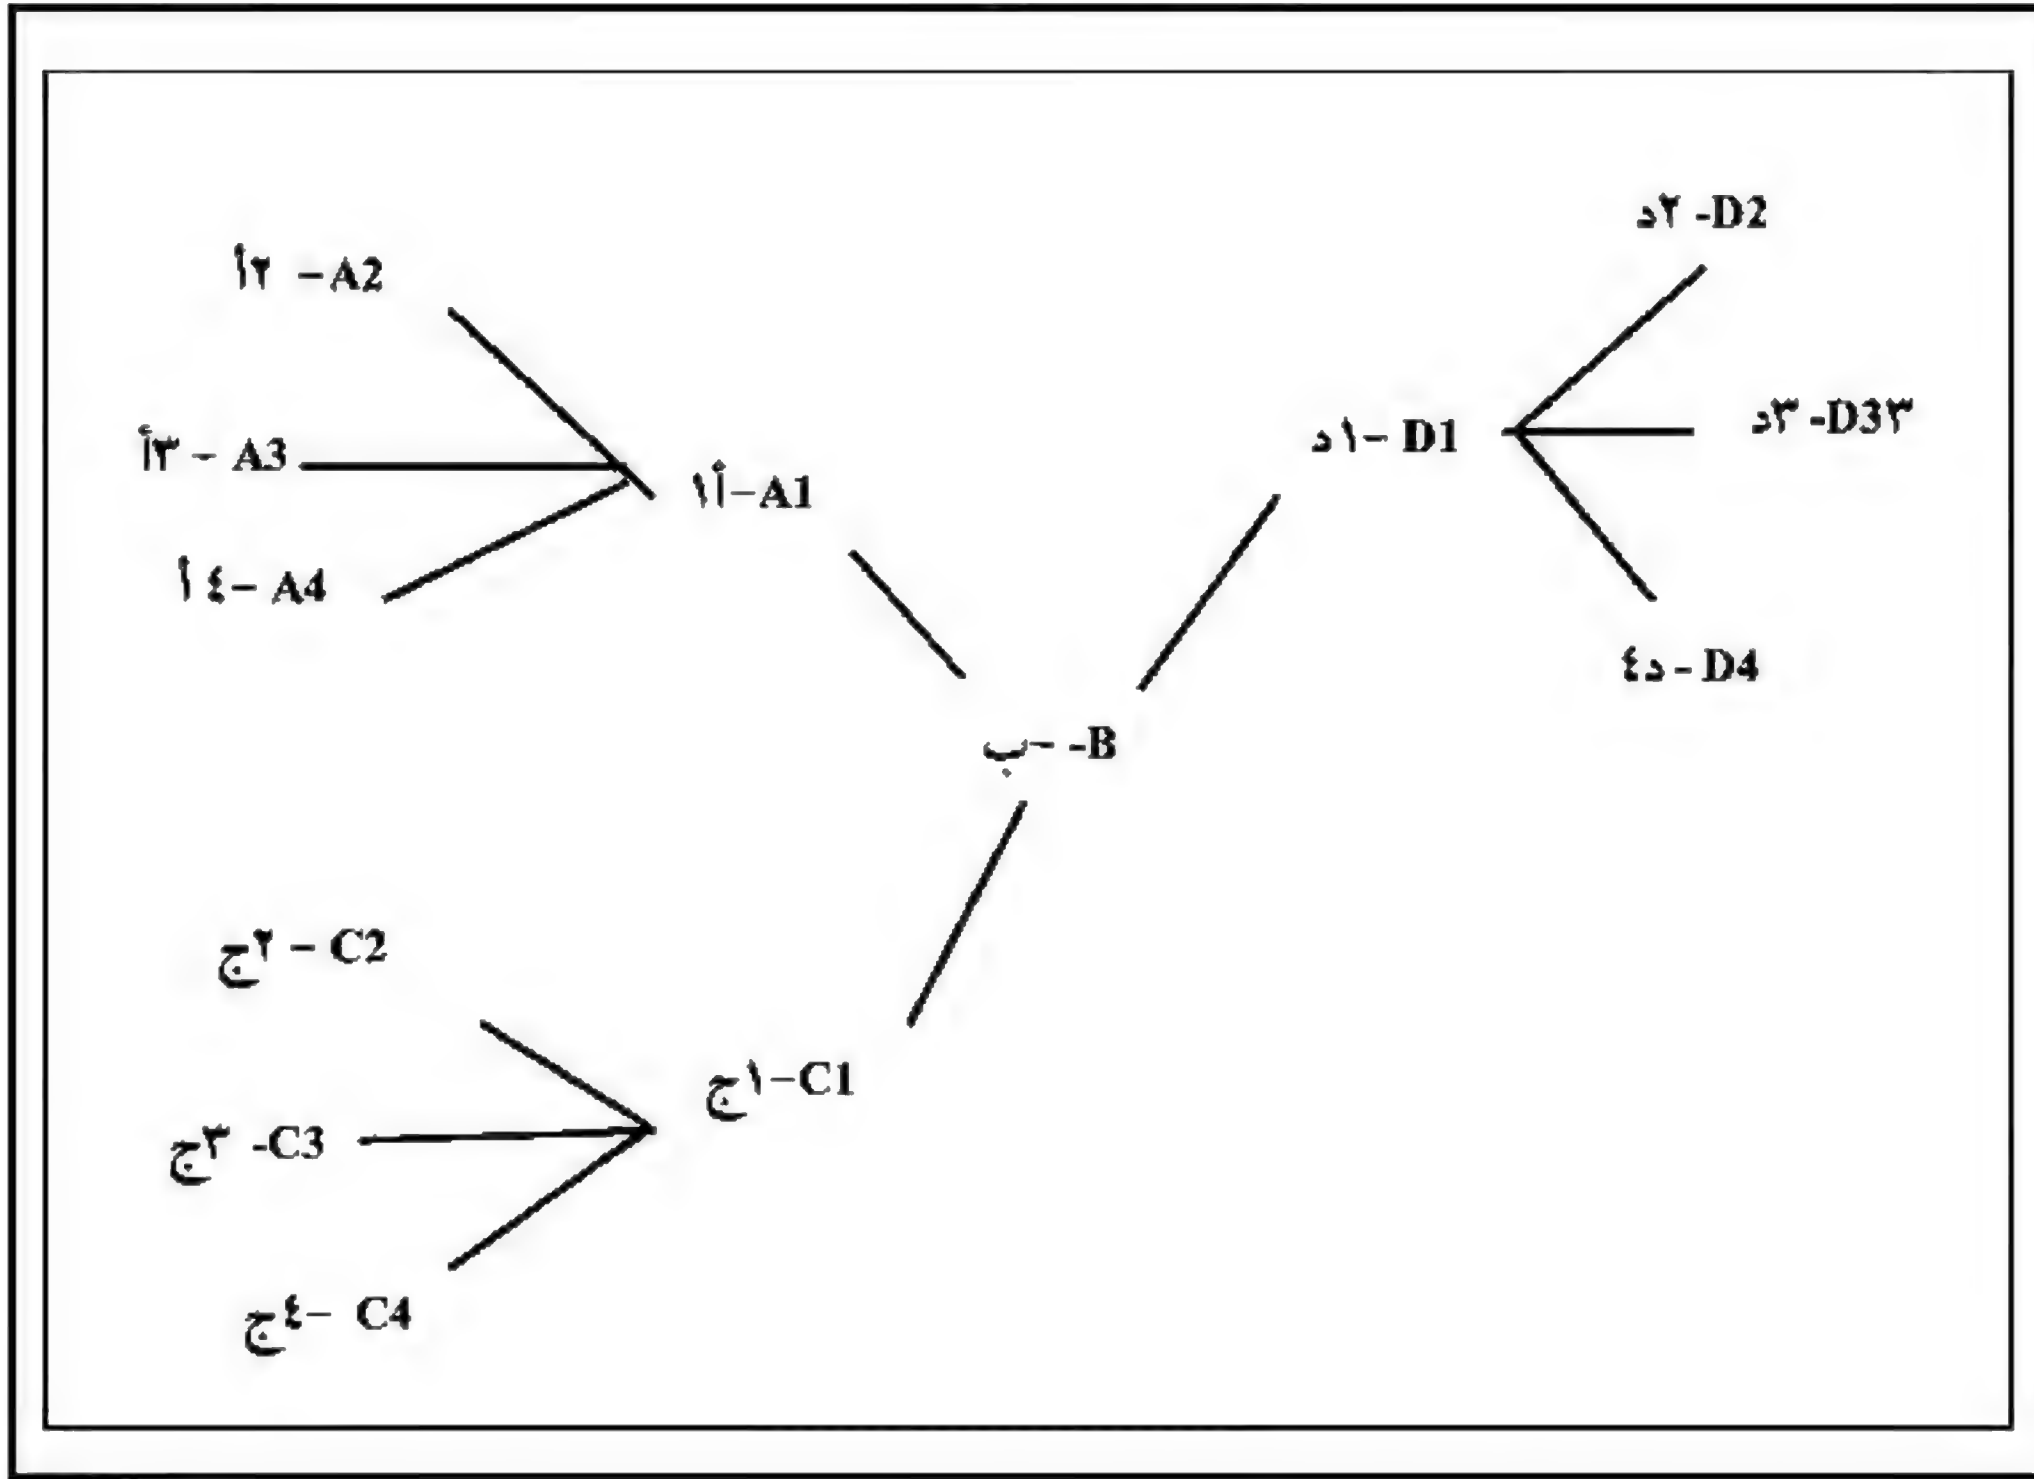 د٢ -D2
أ٢ – A2
د١ – D1
د٣ -D3٣
أ٣ – A3
أ١–A1
أ٤ – A4
د٤ – D4
ب– -B
ج٢ – C2
ج١–C1
ج٣ -C3
ج٤– C4